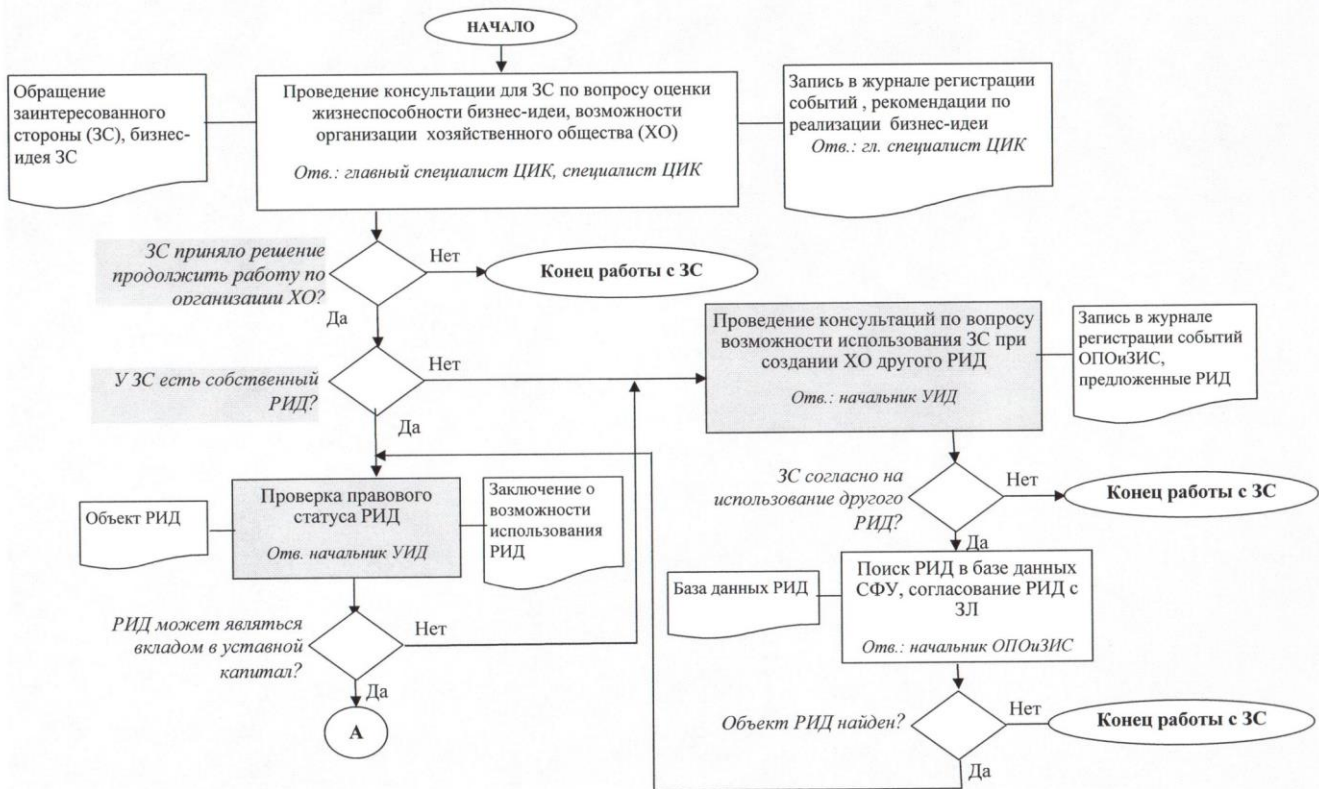 НАЧАЛО
Обращение
заинтересованного
стороны (ЗС), бизнес-
идея ЗС
Проведение консультации для ЗС по вопросу оценки
жизнеспособности бизнес-идеи, возможности
организации хозяйственного общества (ХО)
Отв.: главный специалист ЦИК, специалист ЦИК
Запись в журнале регистрации
событий , рекомендации по
реализации бизнес-идеи
Отв.: гл. специалист ЦИК
ЗС приняло решение
продолжить работу по
организации ХО?
Нет
Конец работы с ЗС
Да
У ЗС есть собственный
РИД?
Нет
Да
Проведение консультаций по вопросу
возможности использования ЗС при
создании ХО другого РИД
Отв.: начальник УИД
Запись в журнале
регистрации событий
ОПОиЗИС,
предложенные РИД
ЗС согласно на
использование другого
РИД?
Нет
Конец работы с ЗС
Да
Объект РИД
Проверка правового
статуса РИД
Отв. начальник УИД
Заключение о
возможности
использования
РИД
База данных РИД
Поиск РИД в базе данных
СФУ, согласование РИД с
ЗЛ
Отв.: начальник ОПОиЗИС
РИД может являться
вкладом в уставной
капитал?
Нет
Да
А
Объект РИД найден?
Нет
Конец работы с ЗС
Да